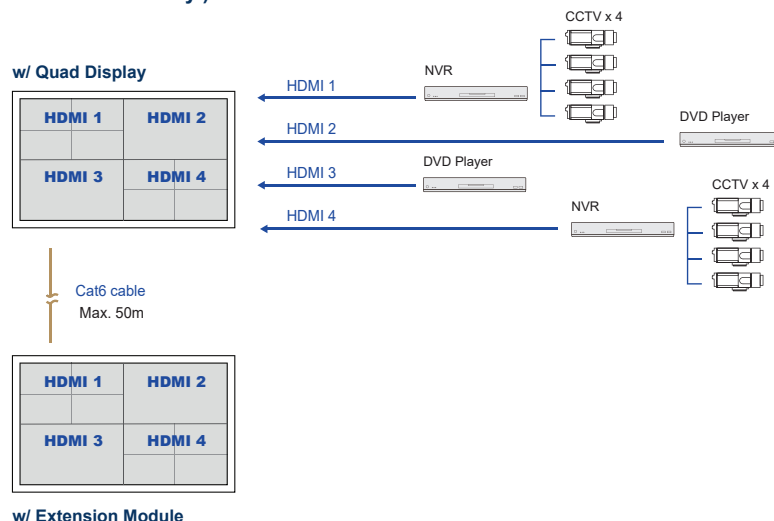 CCTV x 4
w/ Quad Display
NVR
HDMI 1
HDMI 1
HDMI 2
HDMI 2
DVD Player
HDMI 3
HDMI 4
HDMI 3
DVD Player
CCTV x 4
HDMI 4
NVR
Cat6 cable
Max. 50m
HDMI 1
HDMI 2
HDMI 3
HDMI 4
w/ Extension Module